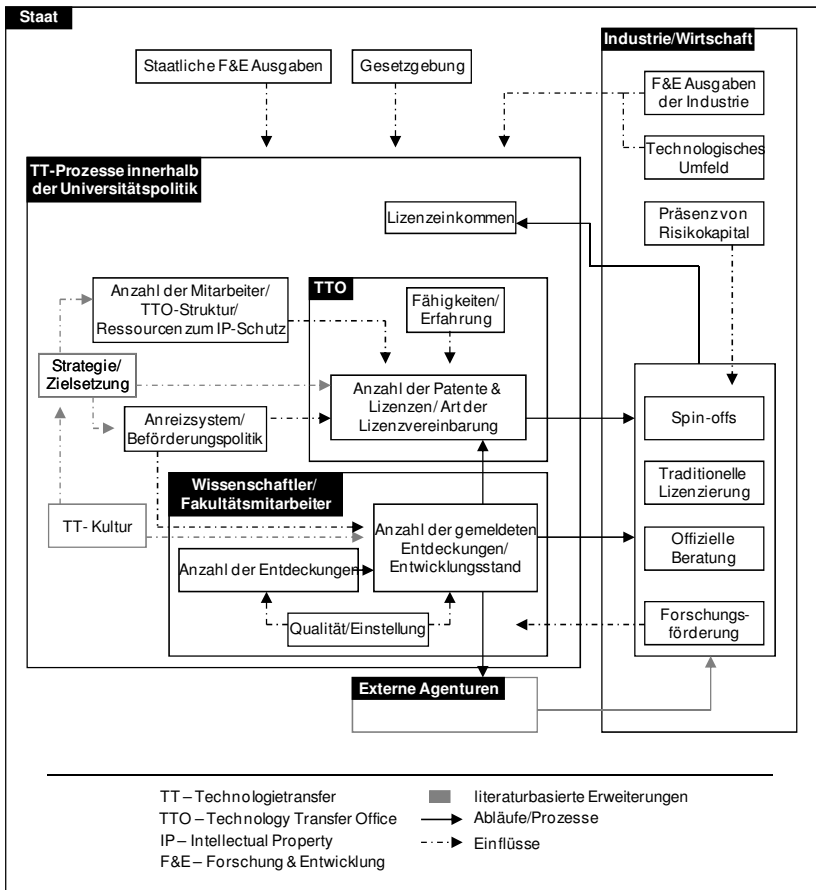 Staat
Industrie/Wirtschaft
Staatliche F&E Ausgaben
Gesetzgebung
F&E Ausgaben
der Industrie
Technologisches
Umfeld
Präsenz von
Risikokapital
TT-Prozesse innerhalb
der Universitätspolitik
Lizenzeinkommen
Anzahl der Mitarbeiter/
TTO-Struktur/
Ressourcen zum IP-Schutz
TTO
Fähigkeiten/
Erfahrung
Strategie/
Zielsetzung
Anzahl der Patente &
Lizenzen/ Art der
Lizenzvereinbarung
Anreizsystem/
Beförderungspolitik
Spin-offs
Traditionelle
Lizenzierung
Offizielle
Beratung
Forschungs-
förderung
Wissenschaftler/
Fakultätsmitarbeiter
TT- Kultur
Anzahl der gemeldeten
Entdeckungen/
Entwicklungsstand
Anzahl der Entdeckungen
Qualität/Einstellung
Externe Agenturen
TT – Technologietransfer
TTO – Technology Transfer Office
IP – Intellectual Property
F&E – Forschung & Entwicklung
literaturbasierte Erweiterungen
Abläufe/Prozesse
Einflüsse